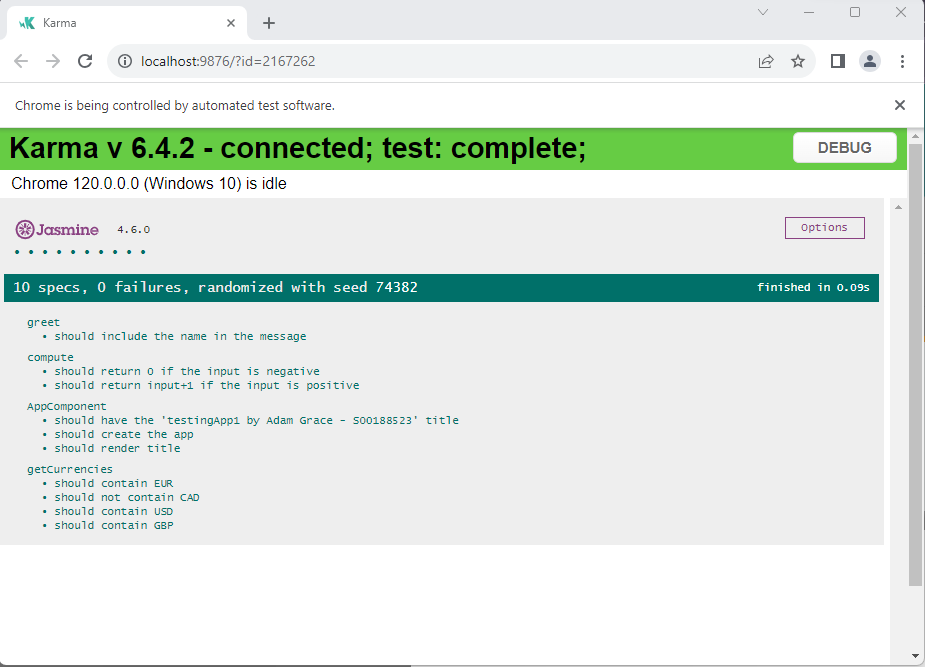 Karma
localhost:9876/?id=2167262
Chrome is being controlled by automated test software.
Karma v 6.4.2 - connected; test: complete;
DEBUG
Chrome 120.0.0.0 (Windows 10) is idle
Jasmine 4.6.0
Options
• • • • • • • • • •
10 specs, 0 failures, randomized with seed 74382
finished in 0.09s
greet
• should include the name in the message
compute
• should return 0 if the input is negative
• should return input+1 if the input is positive
AppComponent
• should have the 'testingApp1 by Adam Grace - S00188523' title
• should create the app
• should render title
getCurrencies
• should contain EUR
• should not contain CAD
• should contain USD
• should contain GBP